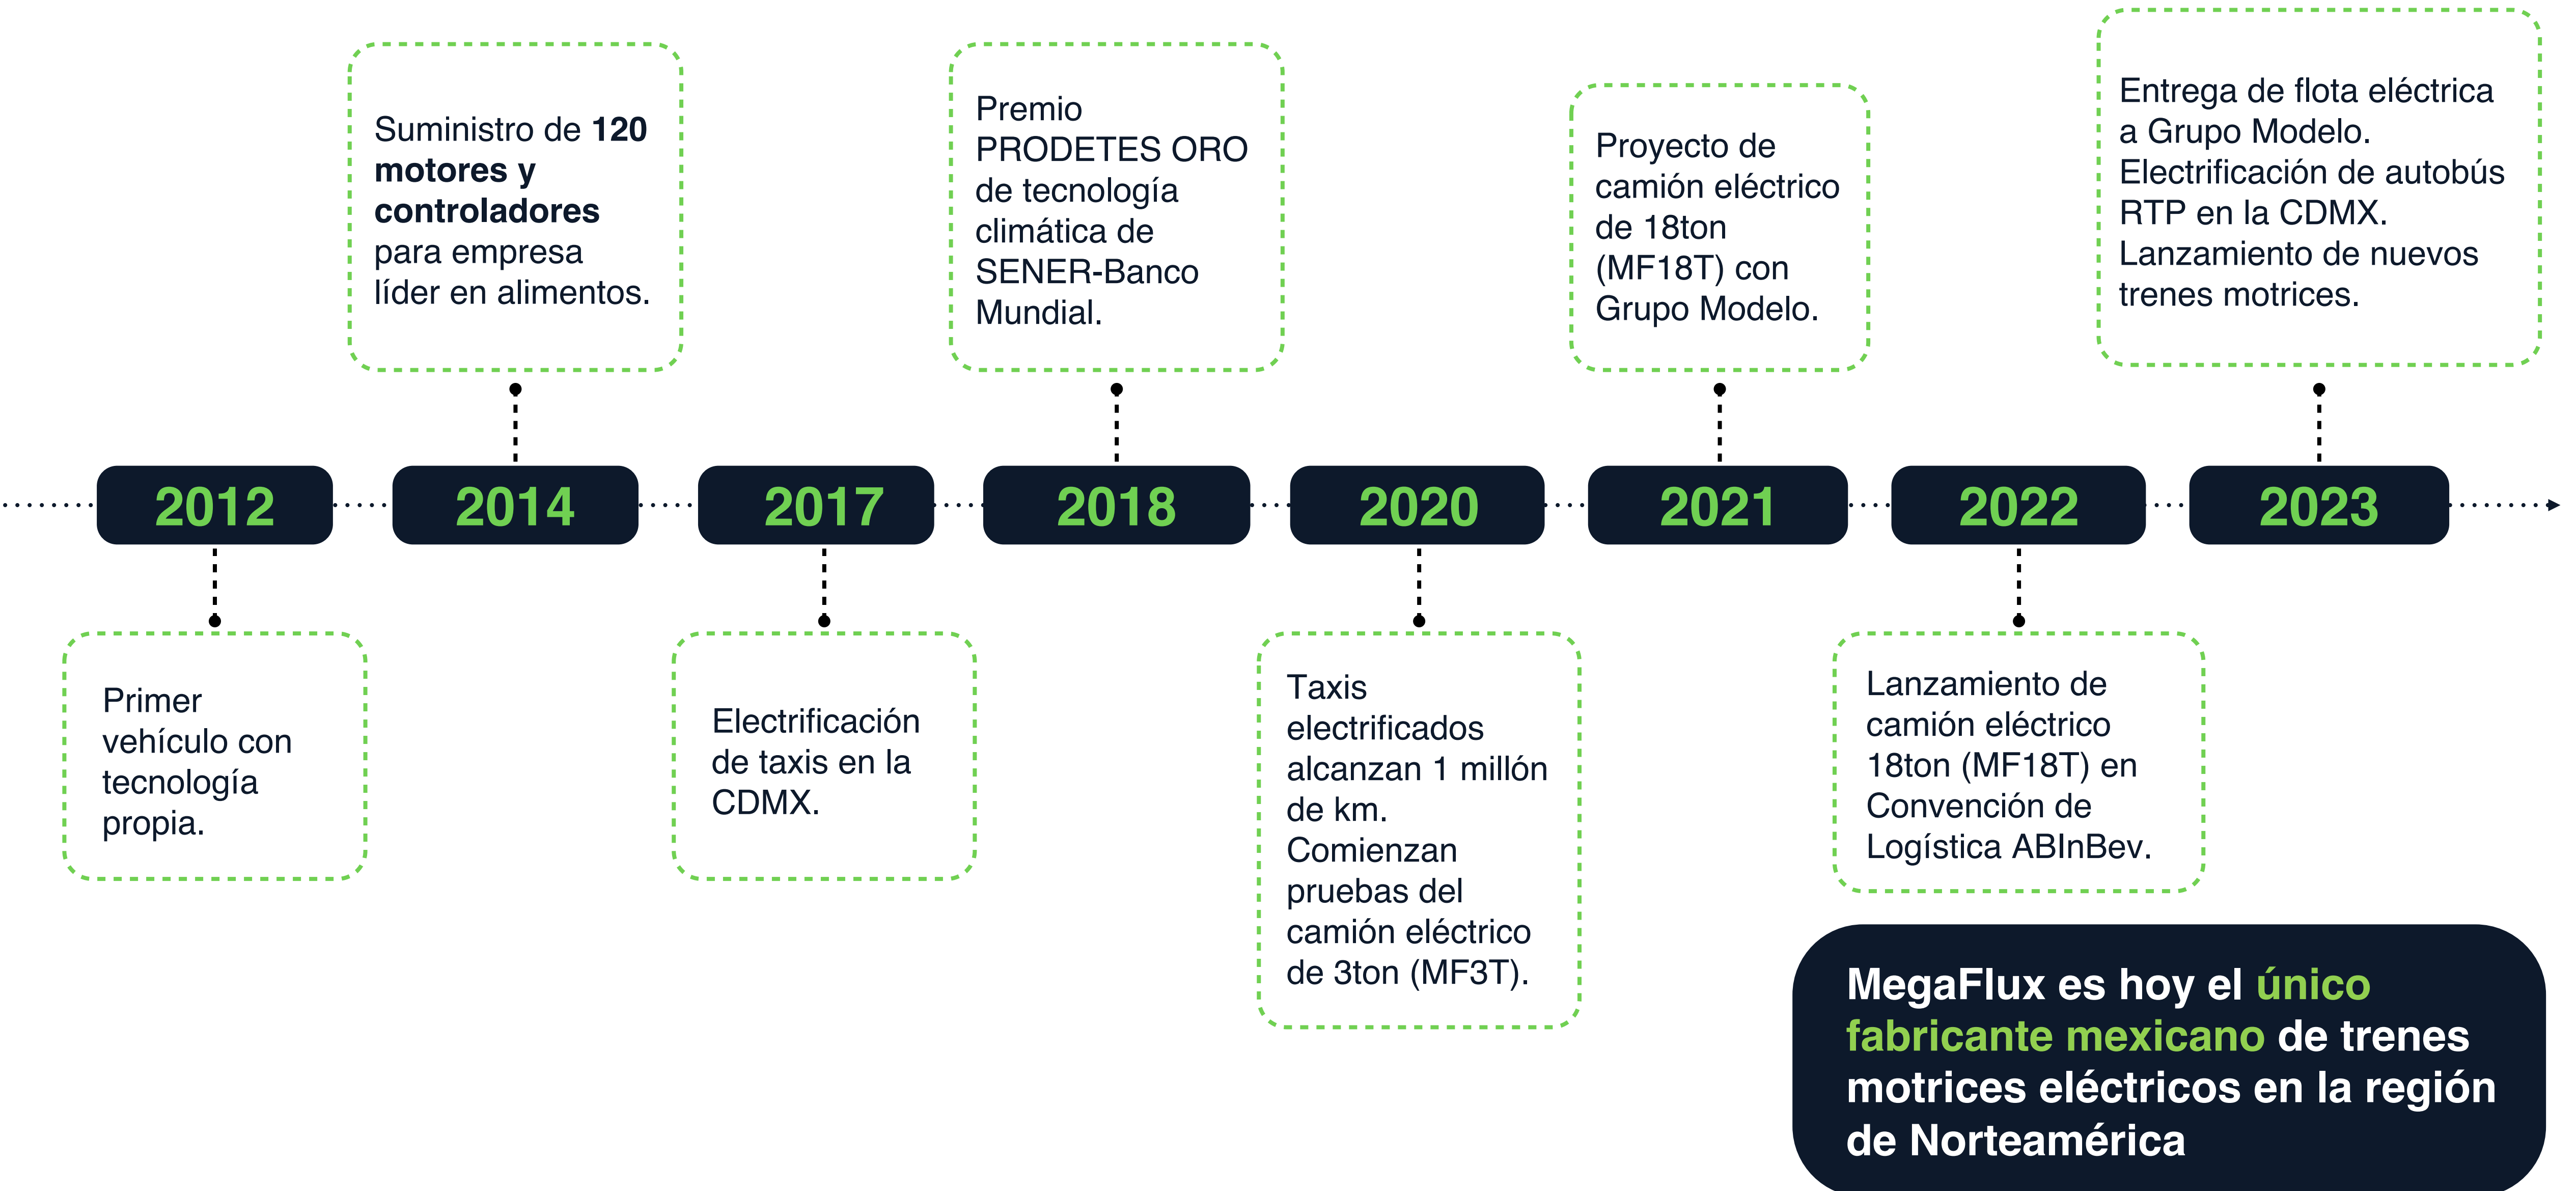 Suministro de 120
motores y
controladores
para empresa
líder en alimentos.
Premio
PRODETES ORO
de tecnología
climática de
SENER-Banco
Mundial.
Proyecto de
camión eléctrico
de 18ton
(MF18T) con
Grupo Modelo.
Entrega de flota eléctrica
a Grupo Modelo.
Electrificación de autobús
RTP en la CDMX.
Lanzamiento de nuevos
trenes motrices.
2012
2014
2017
2018
2020
2021
2022
2023
Primer
vehículo con
tecnología
propia.
Electrificación
de taxis en la
CDMX.
Taxis
electrificados
alcanzan 1 millón
de km.
Comienzan
pruebas del
camión eléctrico
de 3ton (MF3T).
Lanzamiento de
camión eléctrico
18ton (MF18T) en
Convención de
Logística ABInBev.
MegaFlux es hoy el único
fabricante mexicano de trenes
motrices eléctricos en la región
de Norteamérica